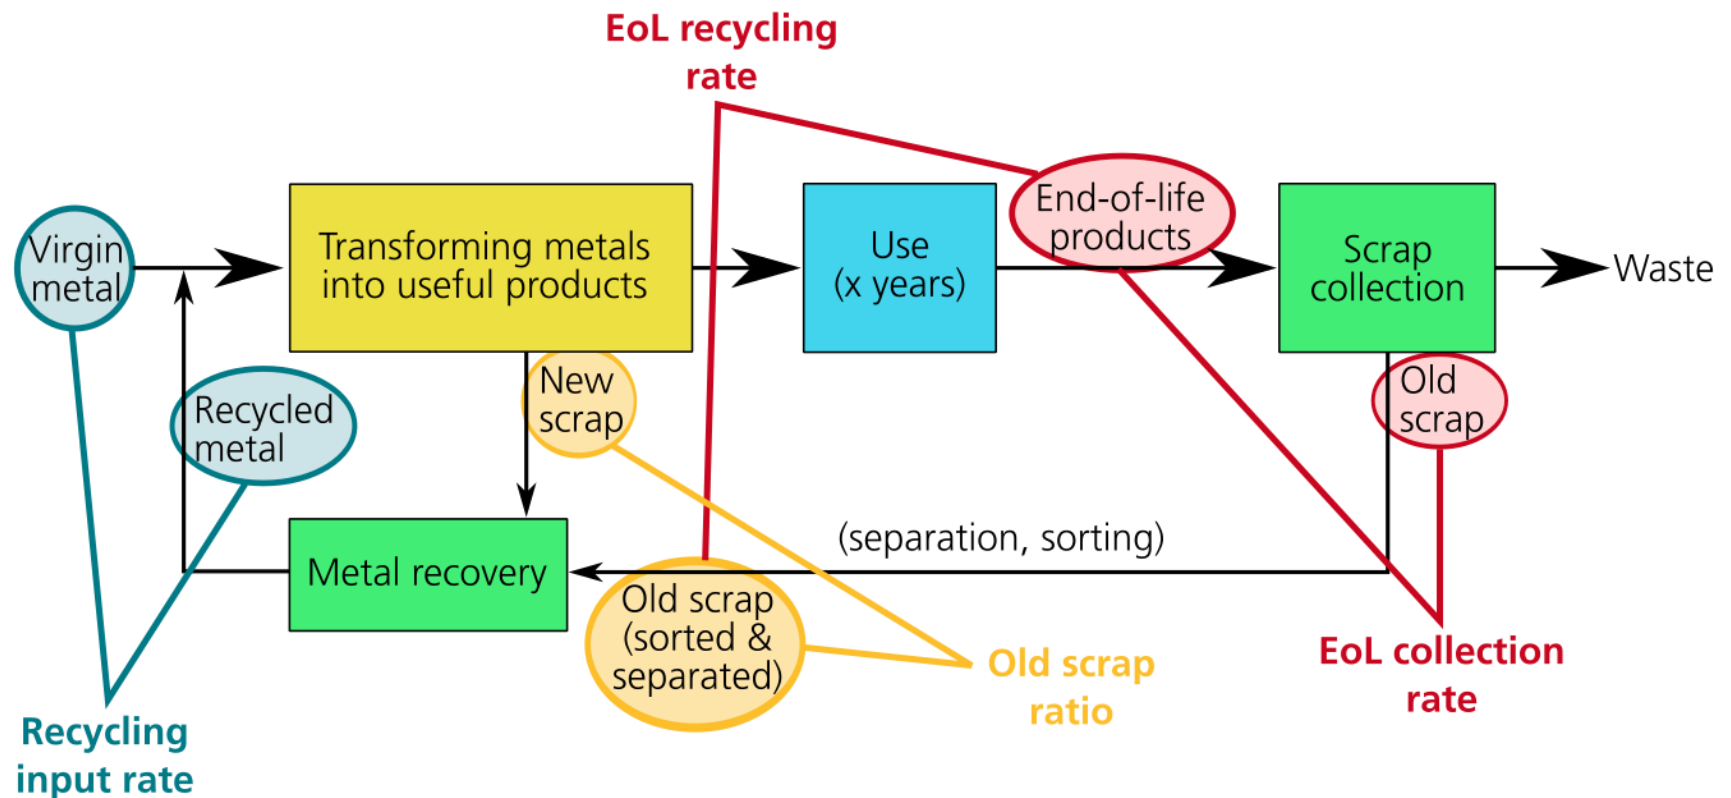 EoL recycling
rate
End-of-life
products
Virgin
metal
Transforming metals
into useful products
Use
(x years)
Scrap
collection
Waste
New
scrap
Old
scrap
Recycled
metal
(separation, sorting)
Metal recovery
Old scrap
(sorted &
separated)
Old scrap
ratio
EoL collection
rate
Recycling
input rate